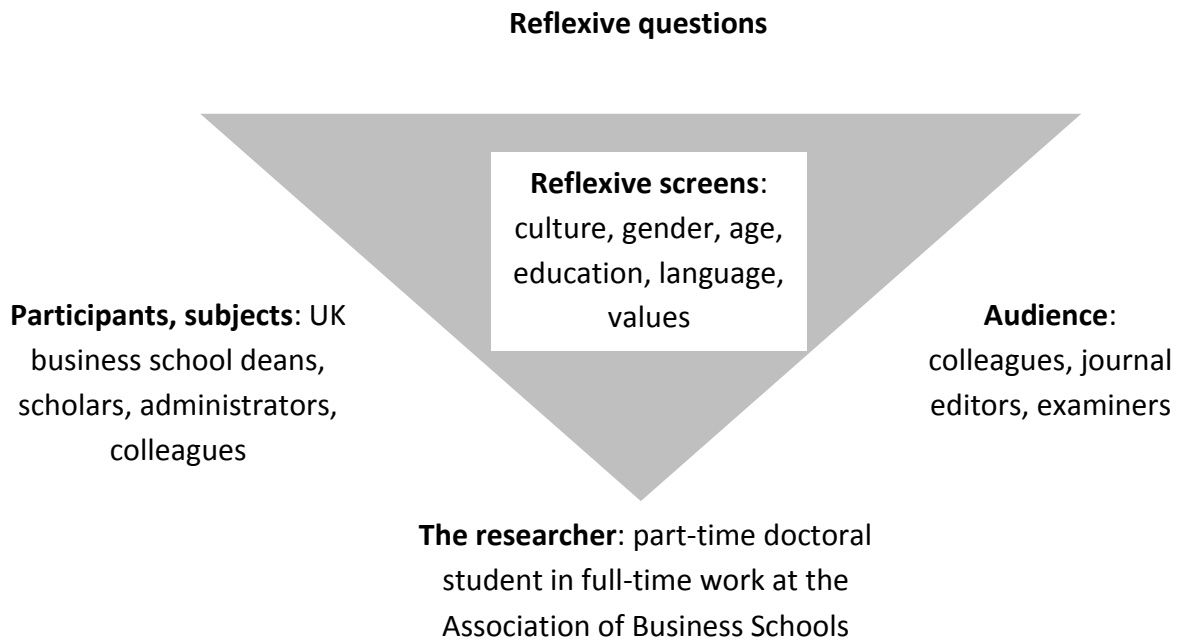 Reflexive questions
Reflexive screens:
culture, gender, age,
education, language,
values
Participants, subjects: UK
business school deans,
scholars, administrators,
colleagues
Audience:
colleagues, journal
editors, examiners
The researcher: part-time doctoral
student in full-time work at the
Association of Business Schools